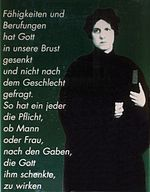 Fähigkeiten und
Berufungen
hat Gott
in unsere Brust
gesenkt
und nicht nach
dem Geschlecht
gefragt.
So hat ein jeder
die Pflicht,
ob Mann
oder Frau,
nach den Gaben,
die Gott
ihm schenkte,
zu wirken